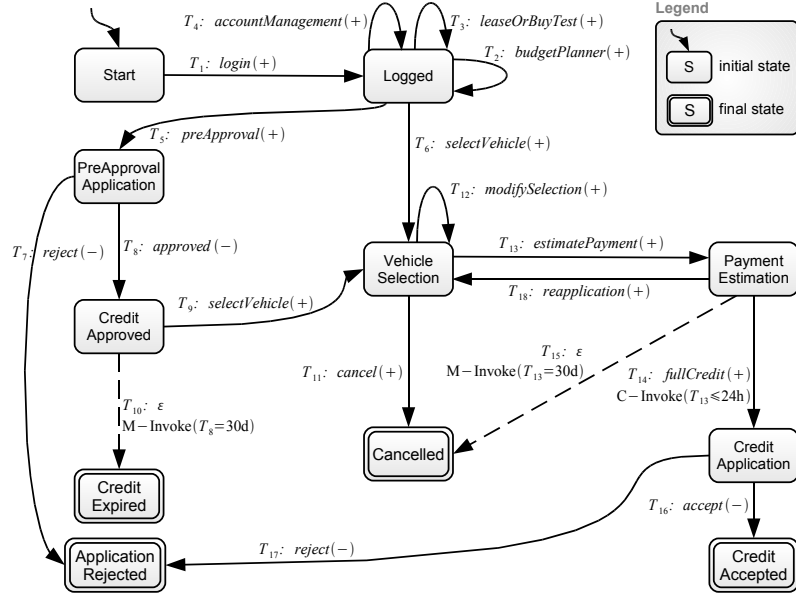 Legend
S
initial state
S
final state
T₄: accountManagement(+)
T₃: leaseOrBuyTest(+)
Start
T₁: login(+)
Logged
T₂: budgetPlanner(+)
T₅: preApproval(+)
T₆: selectVehicle(+)
PreApproval
Application
T₁₂: modifySelection(+)
T₇: reject(−)
T₈: approved(−)
Vehicle
Selection
T₁₃: estimatePayment(+)
Payment
Estimation
T₁₈: reapplication(+)
Credit
Approved
T₉: selectVehicle(+)
T₁₅: ε
M−Invoke(T₁₃=30d)
T₁₁: cancel(+)
T₁₄: fullCredit(+)
C−Invoke(T₁₃⩽24h)
T₁₀: ε
M−Invoke(T₈=30d)
Cancelled
Credit
Application
Credit
Expired
T₁₆: accept(−)
T₁₇: reject(−)
Application
Rejected
Credit
Accepted